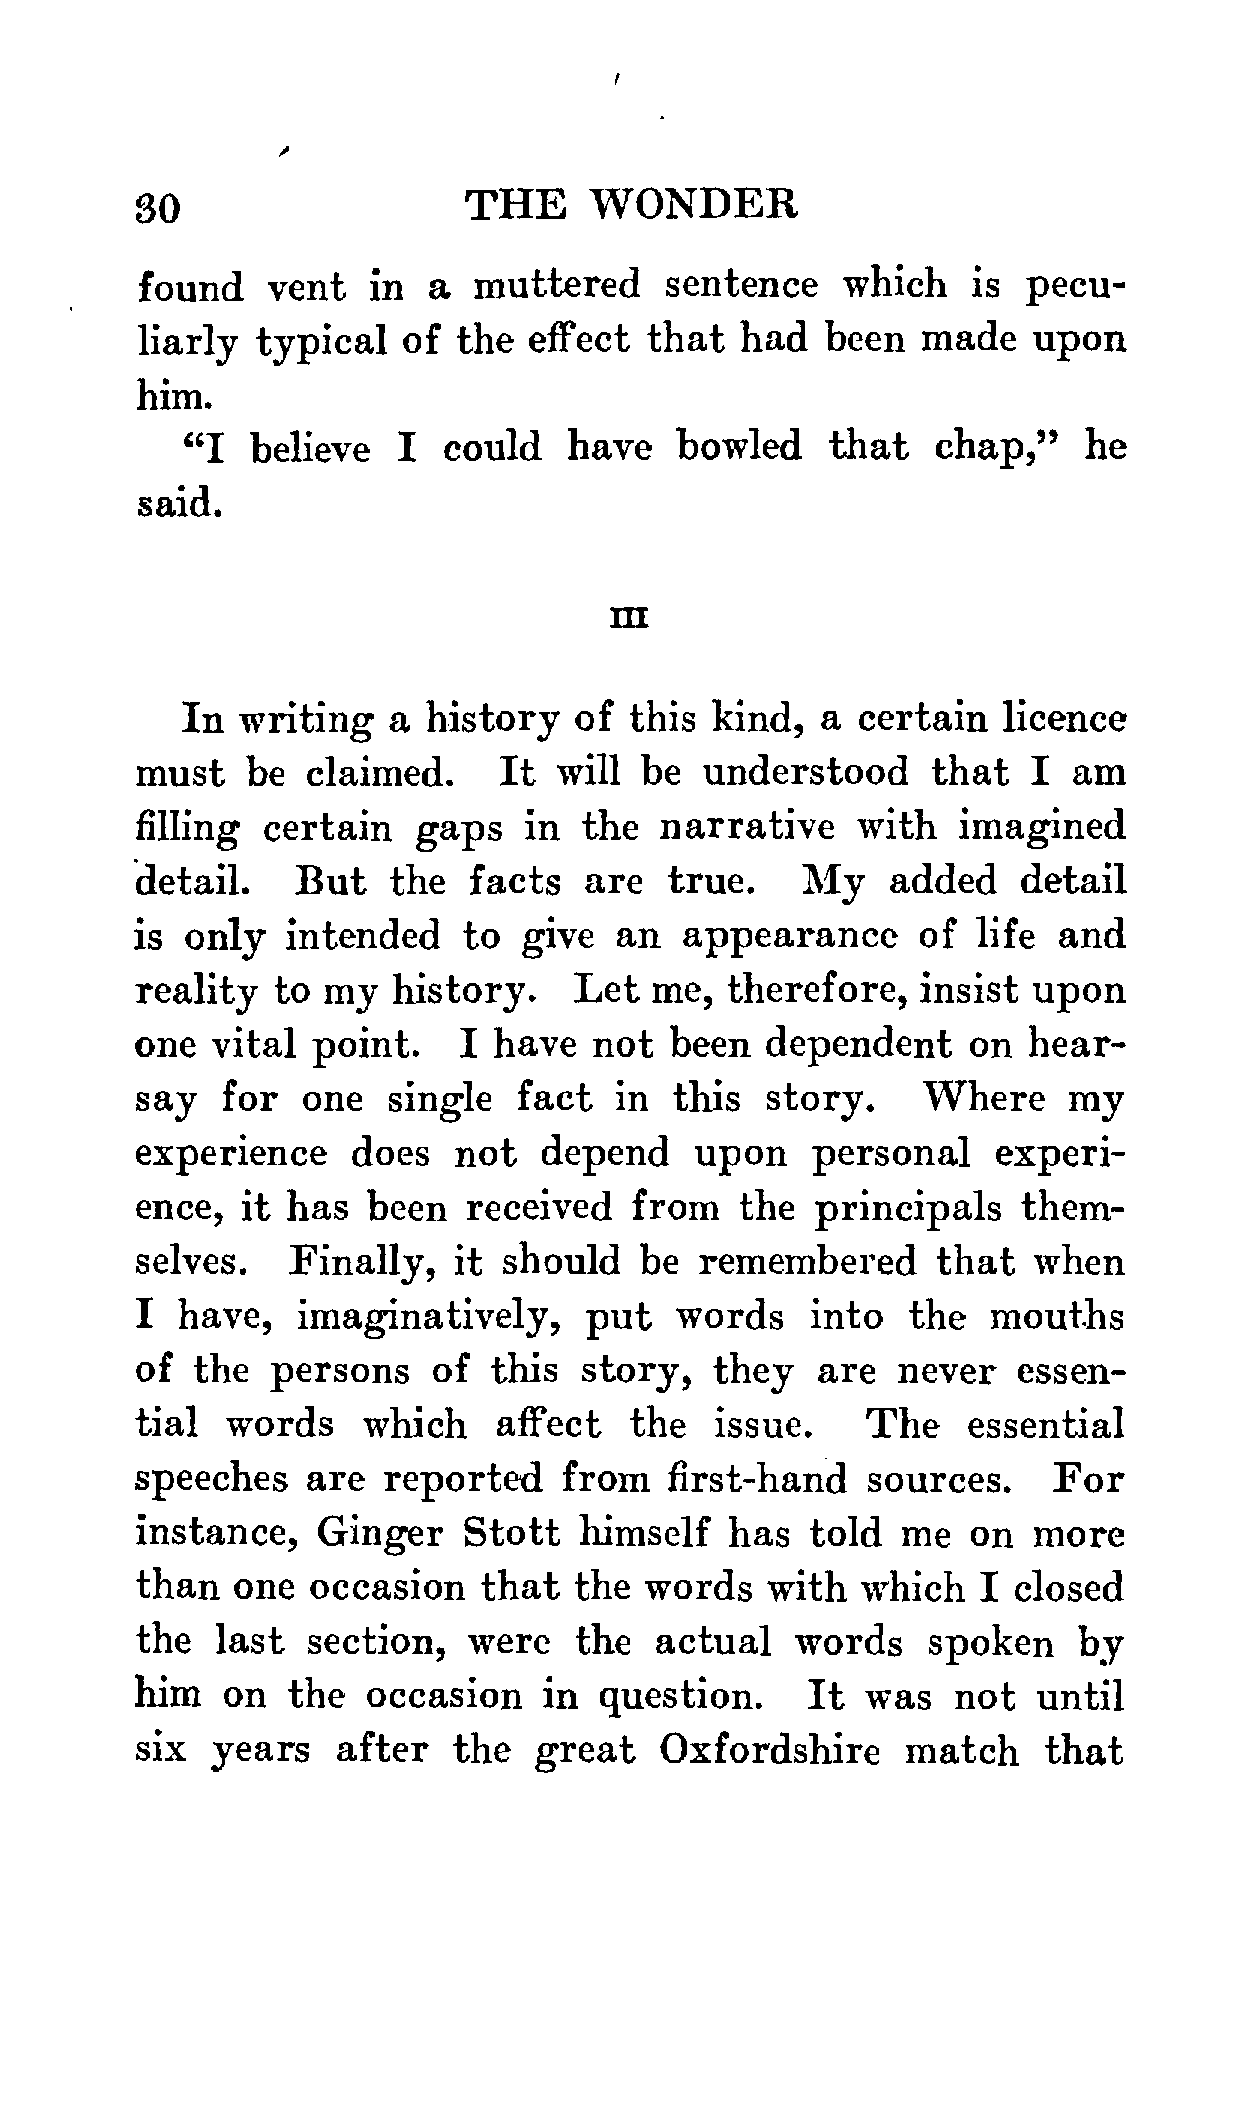 30 THE WONDER
found vent in a muttered sentence which is pecu-
liarly typical of the effect that had been made upon
him.
"I believe I could have bowled that chap," he
said.
III
In writing a history of this kind, a certain licence
must be claimed. It will be understood that I am
filling certain gaps in the narrative with imagined
detail. But the facts are true. My added detail
is only intended to give an appearance of life and
reality to my history. Let me, therefore, insist upon
one vital point. I have not been dependent on hear-
say for one single fact in this story. Where my
experience does not depend upon personal experi-
ence, it has been received from the principals them-
selves. Finally, it should be remembered that when
I have, imaginatively, put words into the mouths
of the persons of this story, they are never essen-
tial words which affect the issue. The essential
speeches are reported from first-hand sources. For
instance, Ginger Stott himself has told me on more
than one occasion that the words with which I closed
the last section, were the actual words spoken by
him on the occasion in question. It was not until
six years after the great Oxfordshire match that